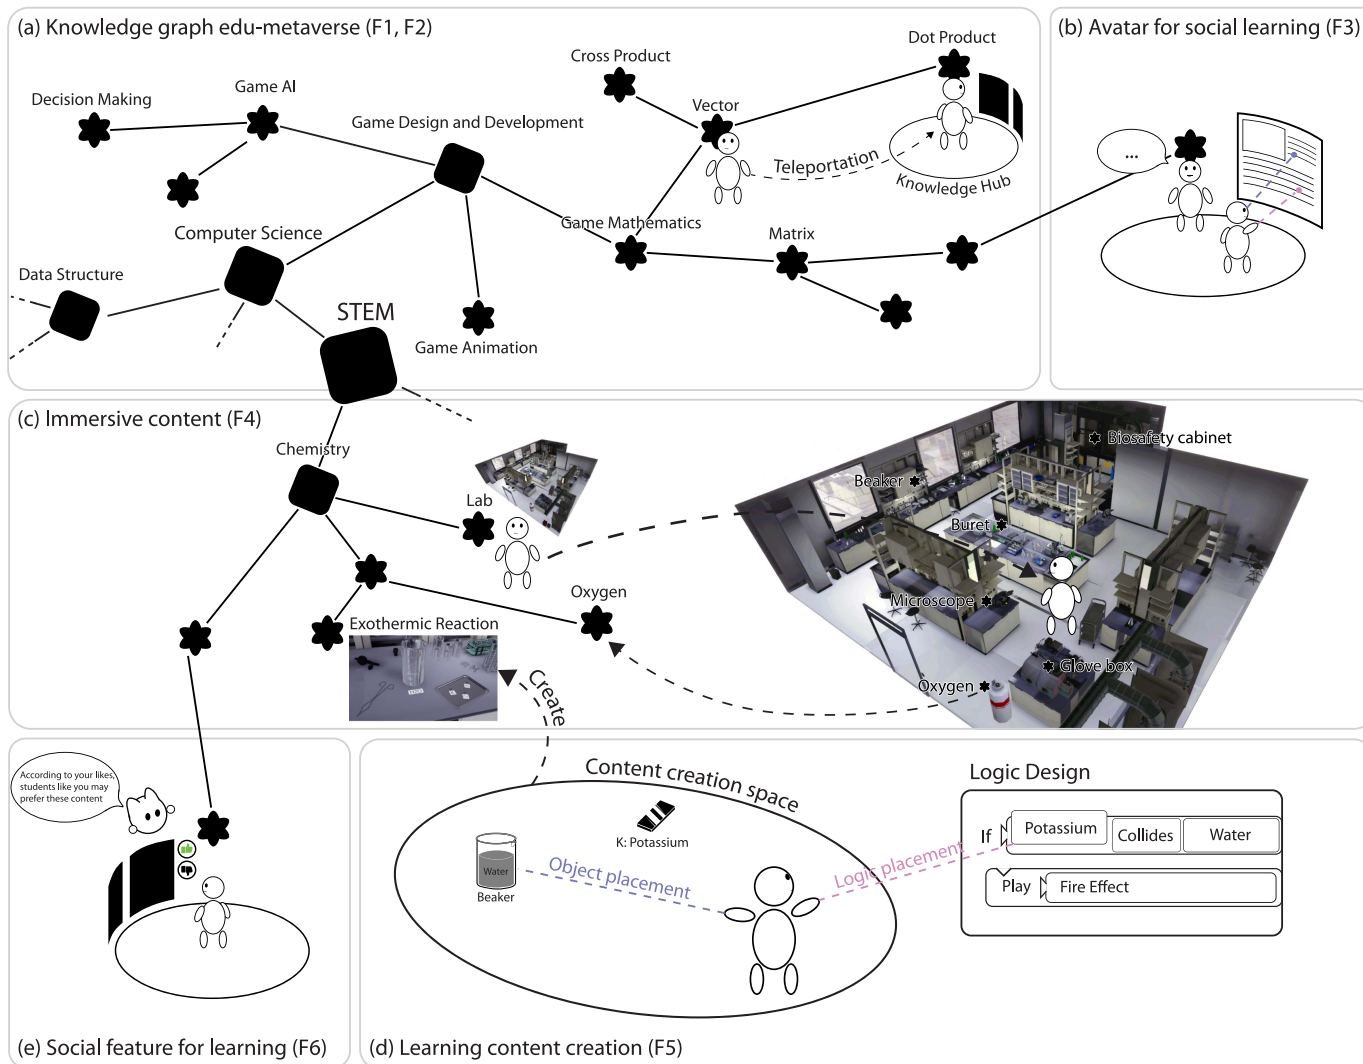 (a) Knowledge graph edu-metaverse (F1, F2)
Decision Making
Game AI
Game Design and Development
Cross Product
Vector
Dot Product
Teleportation
Knowledge Hub
Computer Science
Game Mathematics
Matrix
Data Structure
STEM
Game Animation
(b) Avatar for social learning (F3)
...
(c) Immersive content (F4)
Chemistry
Lab
Oxygen
Exothermic Reaction
Create
Biosafety cabinet
Beaker
Buret
Microscope
Glove box
Oxygen
According to your likes,
students like you may
prefer these content
(e) Social feature for learning (F6)
Content creation space
K: Potassium
Water
Beaker
Object placement
Logic placement
Logic Design
If
Potassium
Collides
Water
Play
Fire Effect
(d) Learning content creation (F5)